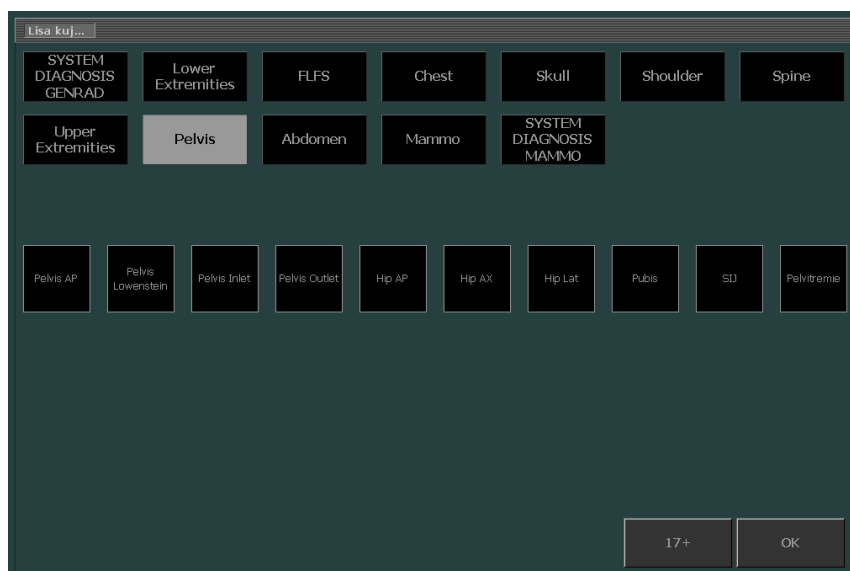 Lisa kuj...
SYSTEM
DIAGNOSIS
GENRAD
Lower
Extremities
FLFS
Chest
Skull
Shoulder
Spine
Upper
Extremities
Pelvis
Abdomen
Mammo
SYSTEM
DIAGNOSIS
MAMMO
Pelvis AP
Pelvis
Lowenstein
Pelvis Inlet
Pelvis Outlet
Hip AP
Hip AX
Hip Lat
Pubis
SIJ
Pelvitremie
17+
OK